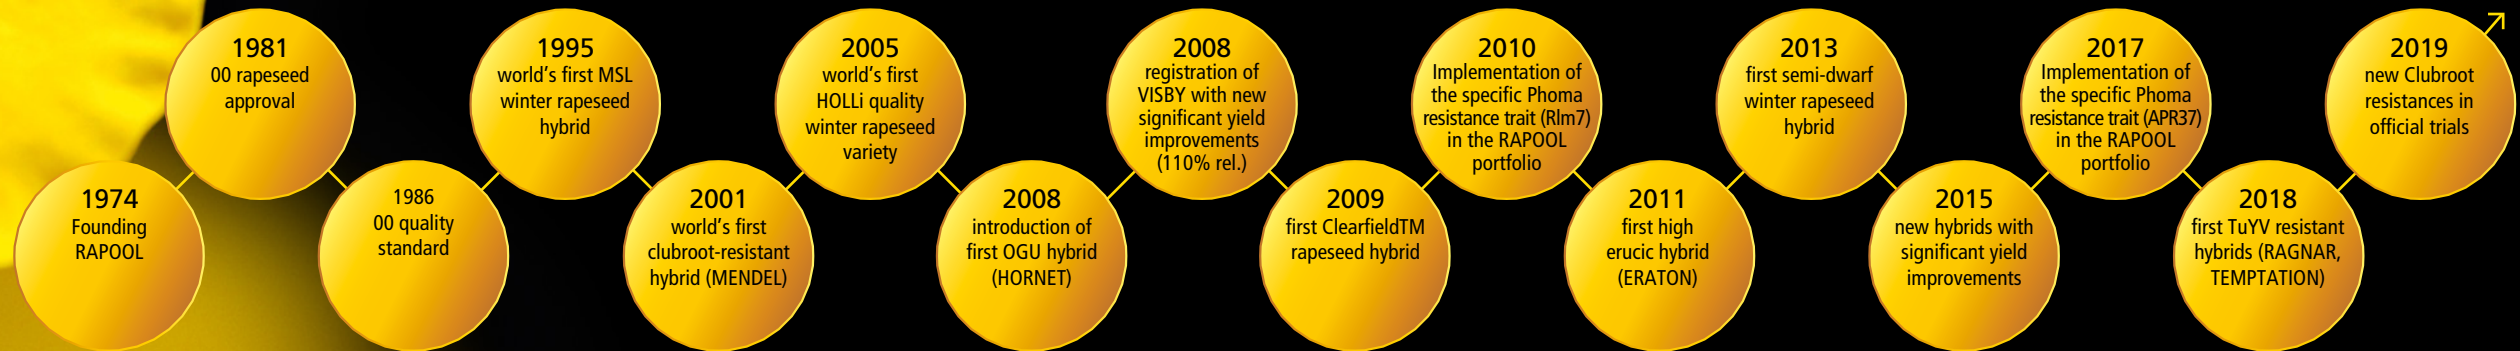 1974
Founding
RAPOOL
1981
00 rapeseed
approval
1986
00 quality
standard
1995
world's first MSL
winter rapeseed
hybrid
2001
world's first
clubroot-resistant
hybrid (MENDEL)
2005
world's first
HOLLi quality
winter rapeseed
variety
2008
introduction of
first OGU hybrid
(HORNET)
2008
registration of
VISBY with new
significant yield
improvements
(110% rel.)
2009
first ClearfieldTM
rapeseed hybrid
2010
Implementation of
the specific Phoma
resistance trait (Rlm7)
in the RAPOOL
portfolio
2011
first high
erucic hybrid
(ERATON)
2013
first semi-dwarf
winter rapeseed
hybrid
2015
new hybrids with
significant yield
improvements
2017
Implementation of
the specific Phoma
resistance trait (APR37)
in the RAPOOL
portfolio
2018
first TuYV resistant
hybrids (RAGNAR,
TEMPTATION)
2019
new Clubroot
resistances in
official trials